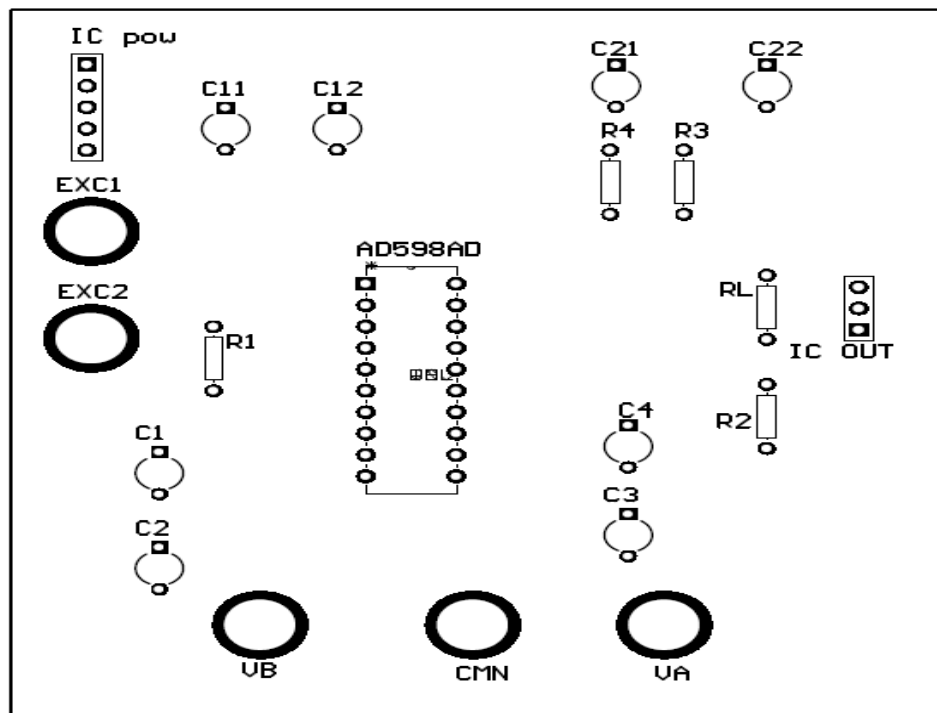 IC pow
C21
C22
C11
C12
R4
R3
EXC1
AD598AD
*
EXC2
RL
R1
IC OUT
C4
R2
C1
C3
C2
VB
CMN
VA